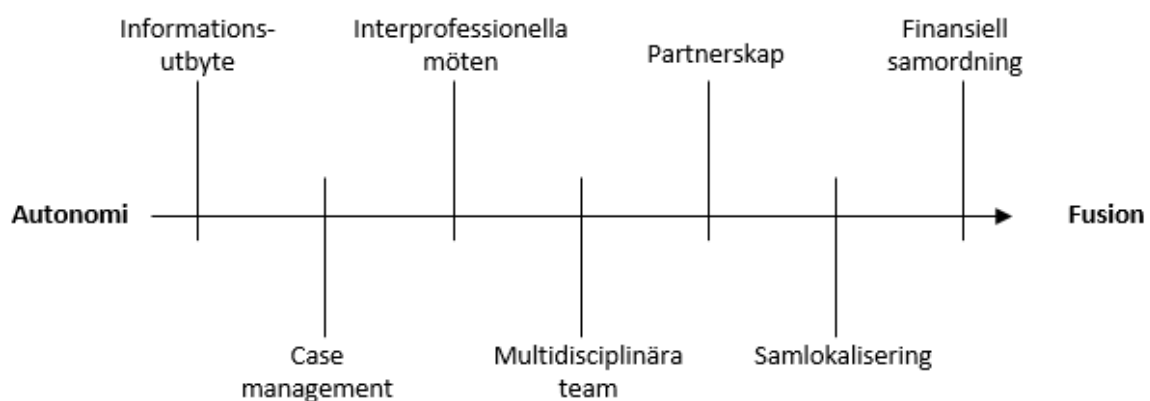 Informations-
utbyte
Interprofessionella
möten
Partnerskap
Finansiell
samordning
Autonomi
Fusion
Case
management
Multidisciplinära
team
Samlokalisering